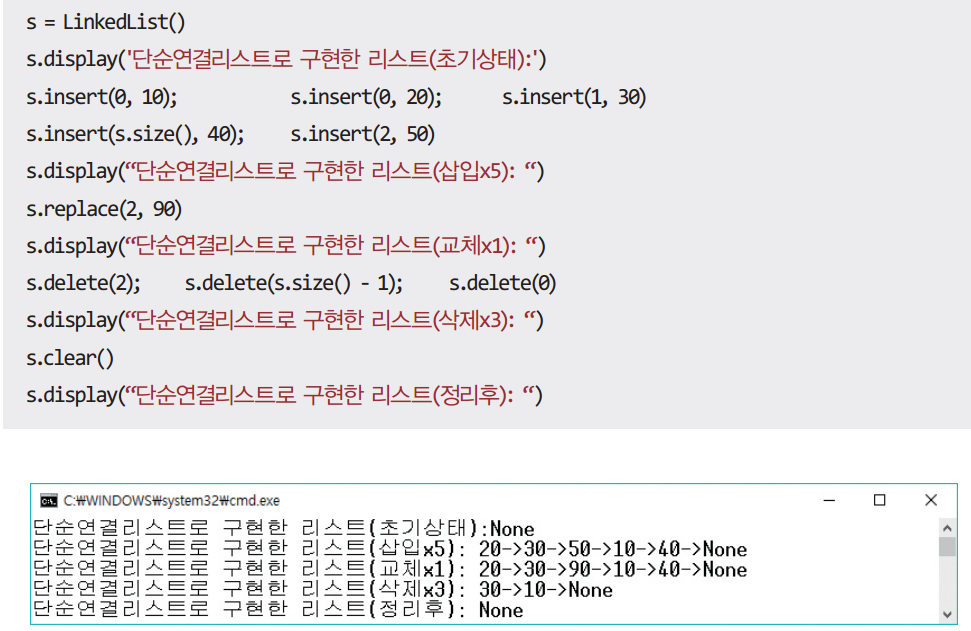 s = LinkedList()
s.display('단순연결리스트로 구현한 리스트(초기상태):')
s.insert(0, 10); s.insert(0, 20); s.insert(1, 30)
s.insert(s.size(), 40); s.insert(2, 50)
s.display(“단순연결리스트로 구현한 리스트(삽입x5): “)
s.replace(2, 90)
s.display(“단순연결리스트로 구현한 리스트(교체x1): “)
s.delete(2); s.delete(s.size() - 1); s.delete(0)
s.display(“단순연결리스트로 구현한 리스트(삭제x3): “)
s.clear()
s.display(“단순연결리스트로 구현한 리스트(정리후): “)
C:₩WINDOWS₩system32₩cmd.exe
단순연결리스트로 구현한 리스트(초기상태):None
단순연결리스트로 구현한 리스트(삽입x5): 20->30->50->10->40->None
단순연결리스트로 구현한 리스트(교체x1): 20->30->90->10->40->None
단순연결리스트로 구현한 리스트(삭제x3): 30->10->None
단순연결리스트로 구현한 리스트(정리후): None